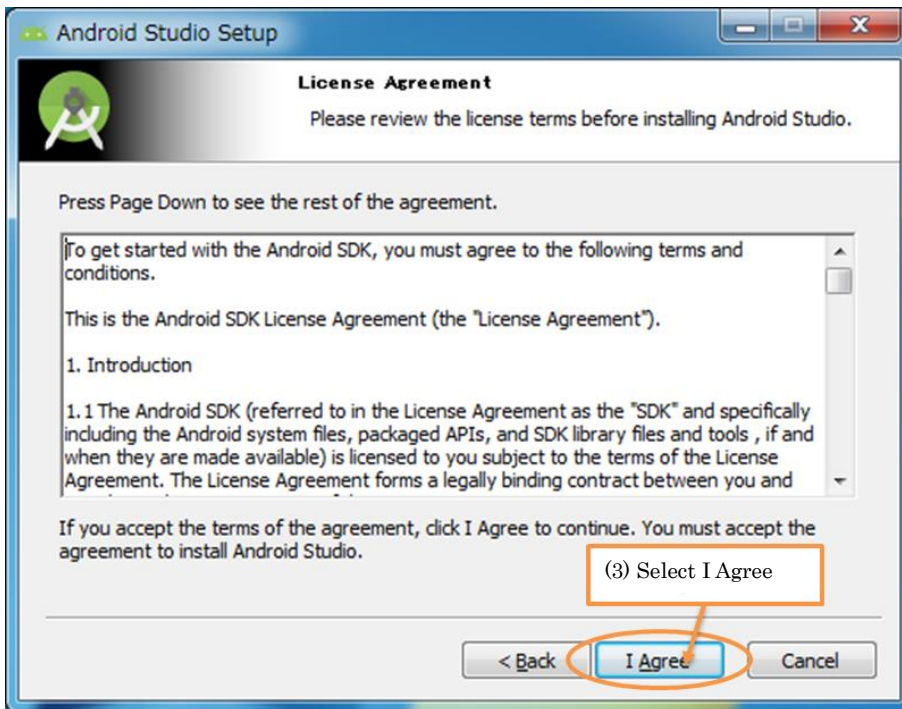 Android Studio Setup
License Agreement
Please review the license terms before installing Android Studio.
Press Page Down to see the rest of the agreement.
To get started with the Android SDK, you must agree to the following terms and
conditions.
This is the Android SDK License Agreement (the "License Agreement").
1. Introduction
1.1 The Android SDK (referred to in the License Agreement as the "SDK" and specifically
including the Android system files, packaged APIs, and SDK library files and tools , if and
when they are made available) is licensed to you subject to the terms of the License
Agreement. The License Agreement forms a legally binding contract between you and
If you accept the terms of the agreement, click I Agree to continue. You must accept the
agreement to install Android Studio.
(3) Select I Agree
< Back
I Agree
Cancel